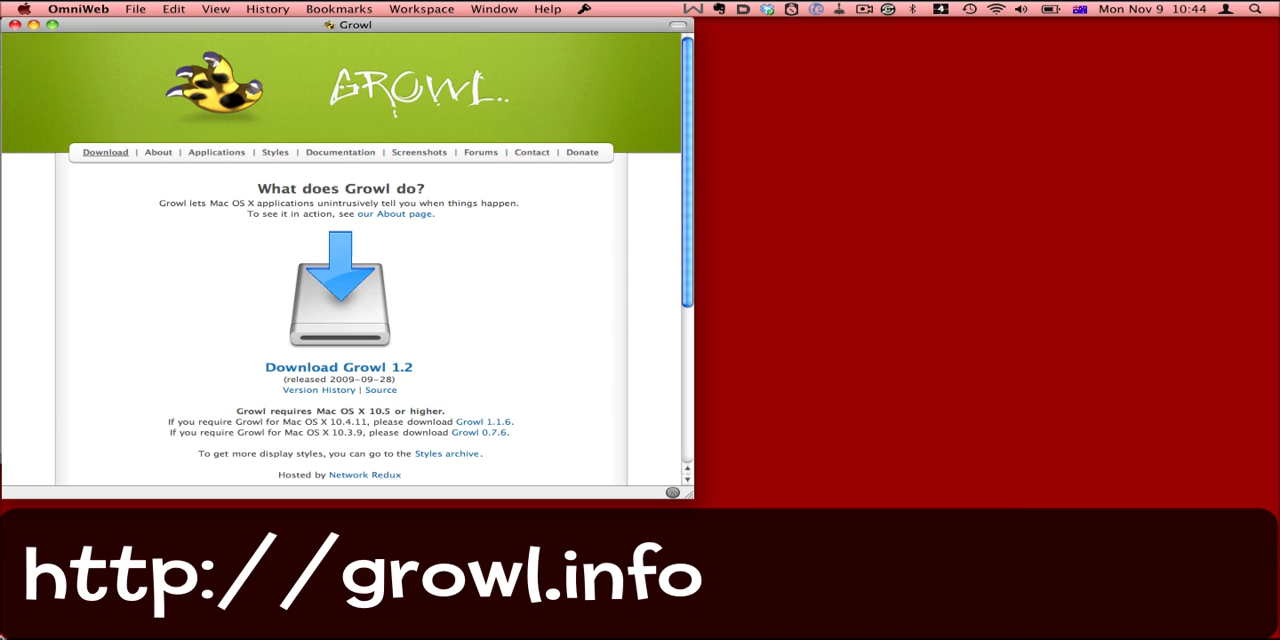 OmniWeb File Edit View History Bookmarks Workspace Window Help Mon Nov 9 10:44
Growl
GROWL..
Download | About | Applications | Styles | Documentation | Screenshots | Forums | Contact | Donate
What does Growl do?
Growl lets Mac OS X applications unintrusively tell you when things happen.
To see it in action, see our About page.
Download Growl 1.2
(released 2009-09-28)
Version History | Source
Growl requires Mac OS X 10.5 or higher.
If you require Growl for Mac OS X 10.4.11, please download Growl 1.1.6.
If you require Growl for Mac OS X 10.3.9, please download Growl 0.7.6.
To get more display styles, you can go to the Styles archive.
Hosted by Network Redux
http://growl.info